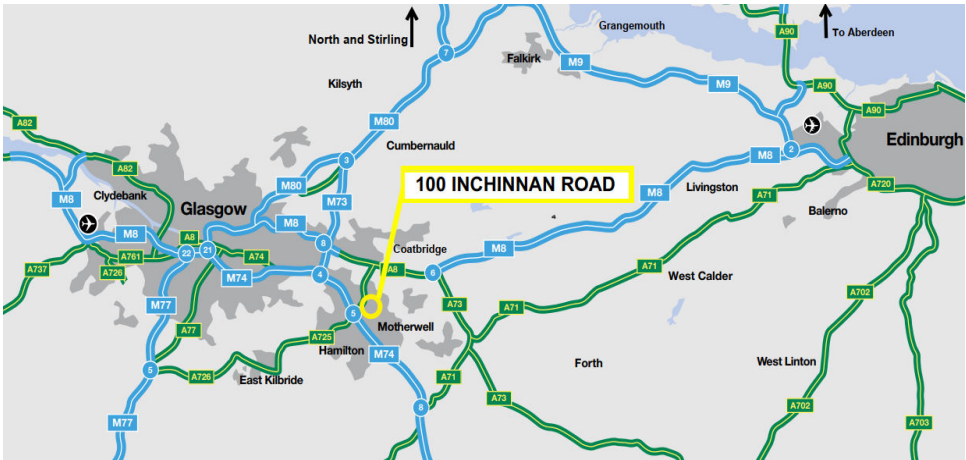 Grangemouth
North and Stirling
A90
To Aberdeen
7
Falkirk
Kilsyth
M9
M9
A90
A90
A82
M80
Edinburgh
Cumbernauld
2
A82
3
M8
M8
Clydebank
M80
100 INCHINNAN ROAD
M8
Livingston
A71
A720
Glasgow
M73
Balerno
M8
A8
M8
8
Coatbridge
M8
22
21
A737
A761
A726
A74
A8
6
A71
West Calder
M74
4
A702
M77
A73
A71
5
Motherwell
A77
A725
Hamilton
M74
Forth
West Linton
5
A726
East Kilbride
A71
A73
8
A702
M77
A703